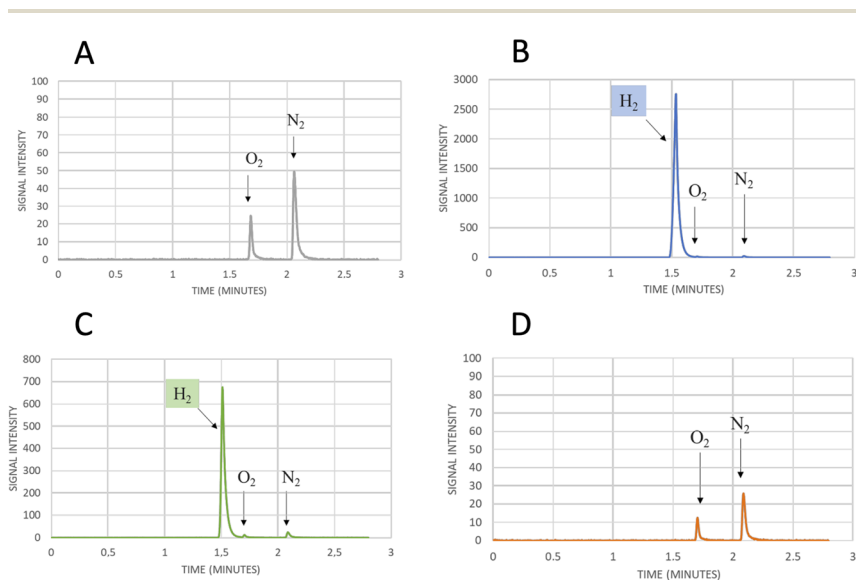 A
100
90
80
70
60
50
40
30
20
10
0
SIGNAL INTENSITY
O₂
N₂
0 0.5 1 1.5 2 2.5 3
TIME (MINUTES)
B
3000
2500
2000
1500
1000
500
0
SIGNAL INTENSITY
H₂
O₂
N₂
0 0.5 1 1.5 2 2.5 3
TIME (MINUTES)
C
800
700
600
500
400
300
200
100
0
SIGNAL INTENSITY
H₂
O₂
N₂
0 0.5 1 1.5 2 2.5 3
TIME (MINUTES)
D
100
90
80
70
60
50
40
30
20
10
0
SIGNAL INTENSITY
O₂
N₂
0 0.5 1 1.5 2 2.5 3
TIME (MINUTES)